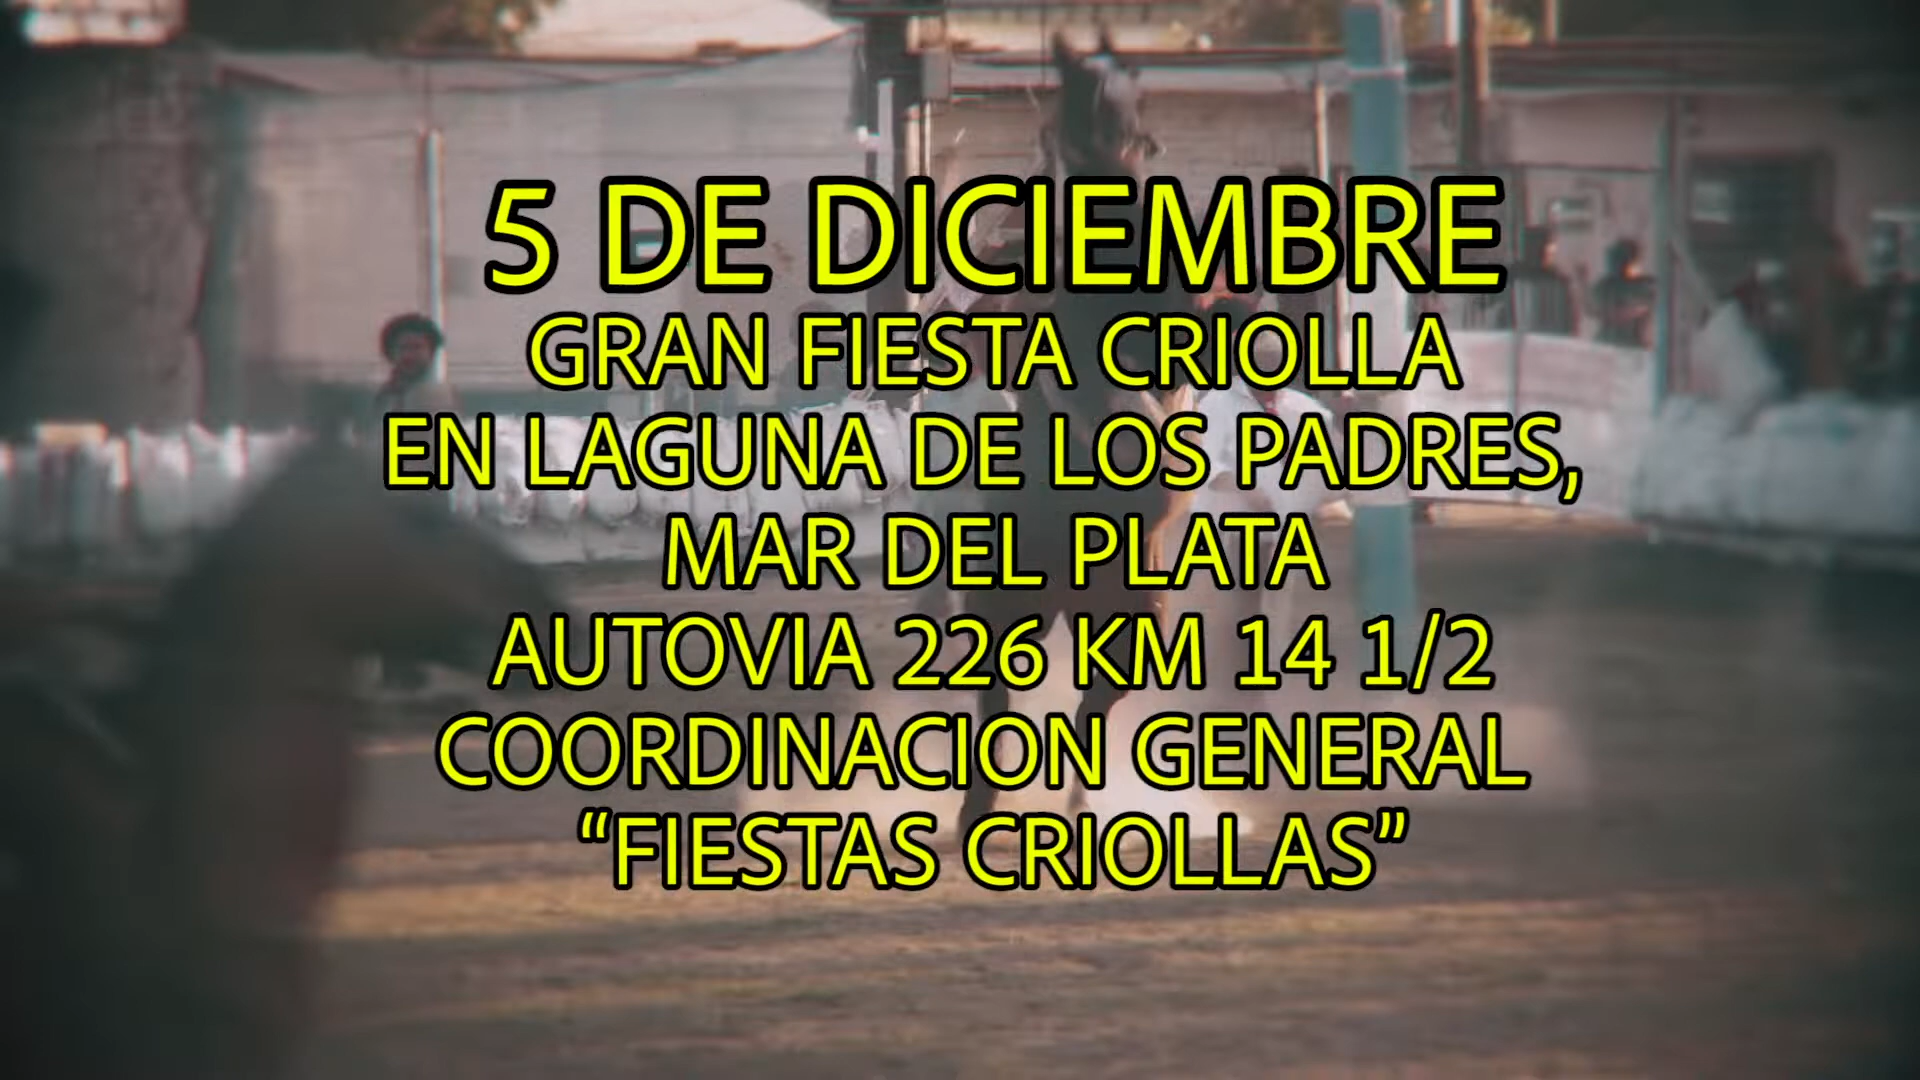 5 DE DICIEMBRE
GRAN FIESTA CRIOLLA
EN LAGUNA DE LOS PADRES,
MAR DEL PLATA
AUTOVIA 226 KM 14 1/2
COORDINACION GENERAL
“FIESTAS CRIOLLAS”